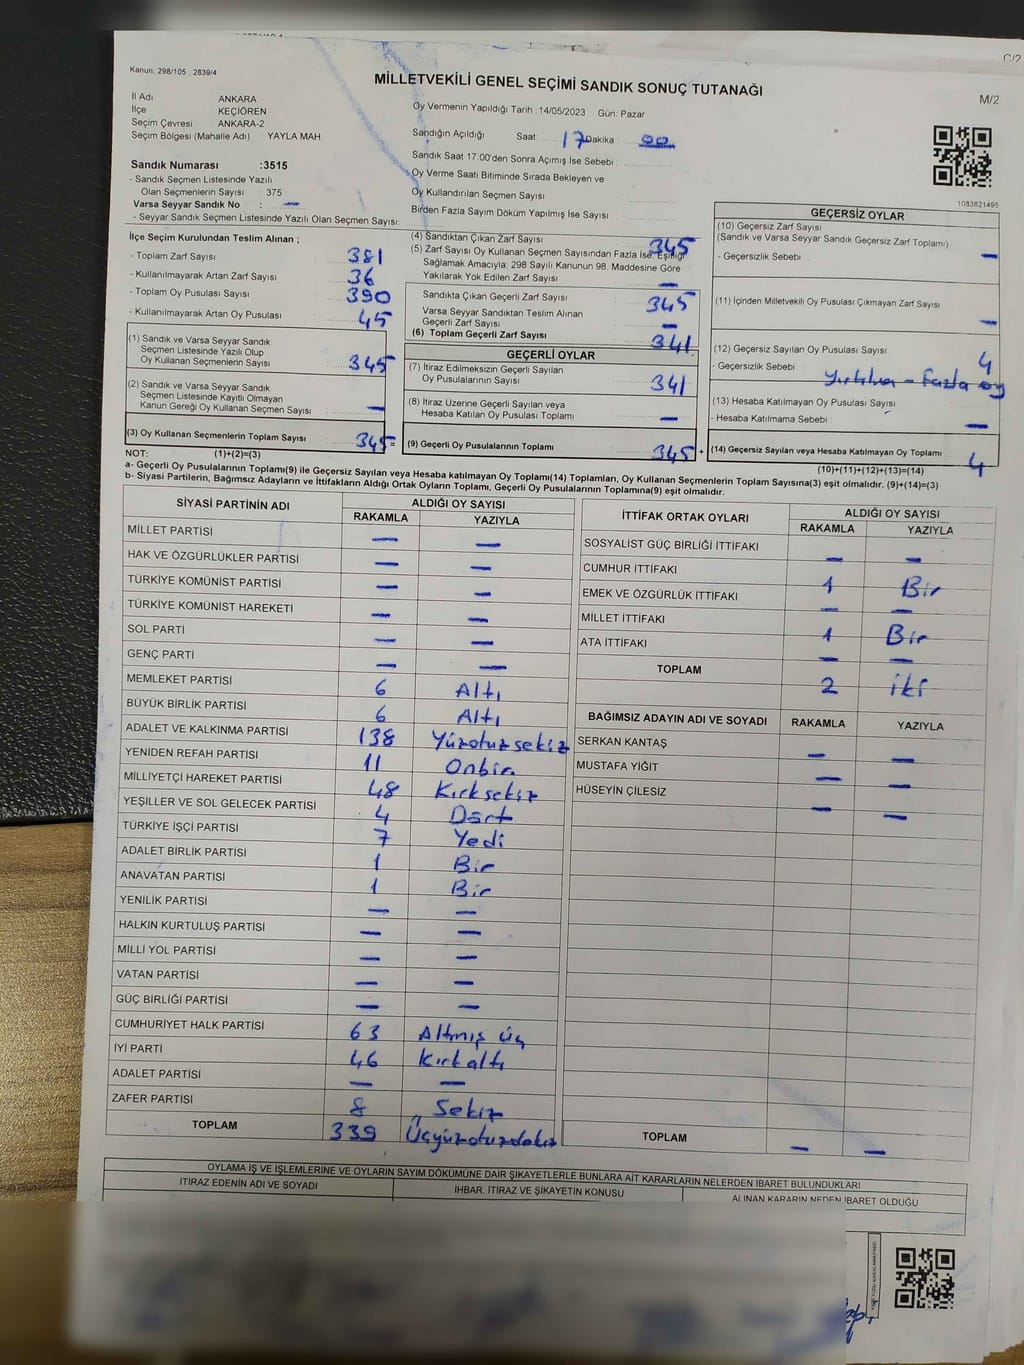 C/2
Kanun: 298/105 , 2839/4
MİLLETVEKİLİ GENEL SEÇİMİ SANDIK SONUÇ TUTANAĞI
M/2
İl Adı ANKARA
İlçe KEÇİÖREN
Seçim Çevresi : ANKARA-2
Seçim Bölgesi (Mahalle Adı) : YAYLA MAH.
Sandık Numarası :3515
- Sandık Seçmen Listesinde Yazılı
Olan Seçmenlerin Sayısı : 375
Varsa Seyyar Sandık No : —
- Seyyar Sandık Seçmen Listesinde Yazılı Olan Seçmen Sayısı:
Oy Vermenin Yapıldığı Tarih : 14/05/2023 Gün: Pazar
Sandığın Açıldığı Saat: 17 Dakika : 00
Sandık Saat 17.00'den Sonra Açımış İse Sebebi :
Oy Verme Saati Bitiminde Sırada Bekleyen ve
Oy Kullandırılan Seçmen Sayısı
Birden Fazla Sayım Döküm Yapılmış İse Sayısı
1083821495
İlçe Seçim Kurulundan Teslim Alınan ;
- Toplam Zarf Sayısı : 381
- Kullanılmayarak Artan Zarf Sayısı : 36
- Toplam Oy Pusulası Sayısı : 390
- Kullanılmayarak Artan Oy Pusulası : 45
(1) Sandık ve Varsa Seyyar Sandık
Seçmen Listesinde Yazılı Olup
Oy Kullanan Seçmenlerin Sayısı : 345
(2) Sandık ve Varsa Seyyar Sandık
Seçmen Listesinde Kayıtlı Olmayan
Kanun Gereği Oy Kullanan Seçmen Sayısı : —
(3) Oy Kullanan Seçmenlerin Toplam Sayısı : 345 =
(4) Sandıktan Çıkan Zarf Sayısı : 345
(5) Zarf Sayısı Oy Kullanan Seçmen Sayısından Fazla İse, Eşitliği
Sağlamak Amacıyla; 298 Sayılı Kanunun 98. Maddesine Göre
Yakılarak Yok Edilen Zarf Sayısı : —
Sandıkta Çıkan Geçerli Zarf Sayısı : 345
Varsa Seyyar Sandıktan Teslim Alınan
Geçerli Zarf Sayısı : —
(6) Toplam Geçerli Zarf Sayısı : 341
GEÇERLİ OYLAR
(7) İtiraz Edilmeksizin Geçerli Sayılan
Oy Pusulalarının Sayısı : 341
(8) İtiraz Üzerine Geçerli Sayılan veya
Hesaba Katılan Oy Pusulası Toplamı : —
(9) Geçerli Oy Pusulalarının Toplamı : 345 +
GEÇERSİZ OYLAR
(10) Geçersiz Zarf Sayısı
(Sandık ve Varsa Seyyar Sandık Geçersiz Zarf Toplamı)
- Geçersizlik Sebebi : —
(11) İçinden Milletvekili Oy Pusulası Çıkmayan Zarf Sayısı
—
(12) Geçersiz Sayılan Oy Pusulası Sayısı 4
- Geçersizlik Sebebi : Yırtılma - Fazla oy
(13) Hesaba Katılmayan Oy Pusulası Sayısı
- Hesaba Katılmama Sebebi : —
(14) Geçersiz Sayılan veya Hesaba Katılmayan Oy Toplamı 4
NOT: (1)+(2)=(3) (10)+(11)+(12)+(13)=(14)
a- Geçerli Oy Pusulalarının Toplamı(9) ile Geçersiz Sayılan veya Hesaba katılmayan Oy Toplamı(14) Toplamları, Oy Kullanan Seçmenlerin Toplam Sayısına(3) eşit olmalıdır. (9)+(14)=(3)
b- Siyasi Partilerin, Bağımsız Adayların ve İttifakların Aldığı Ortak Oyların Toplamı, Geçerli Oy Pusulalarının Toplamına(9) eşit olmalıdır.
SİYASİ PARTİNİN ADI ALDIĞI OY SAYISI
RAKAMLA YAZIYLA
MİLLET PARTİSİ — —
HAK VE ÖZGÜRLÜKLER PARTİSİ — —
TÜRKİYE KOMÜNİST PARTİSİ — —
TÜRKİYE KOMÜNİST HAREKETİ — —
SOL PARTİ — —
GENÇ PARTİ — —
MEMLEKET PARTİSİ 6 Altı
BÜYÜK BİRLİK PARTİSİ 6 Altı
ADALET VE KALKINMA PARTİSİ 138 Yüzotuzsekiz
YENİDEN REFAH PARTİSİ 11 Onbir
MİLLİYETÇİ HAREKET PARTİSİ 48 Kırksekiz
YEŞİLLER VE SOL GELECEK PARTİSİ 4 Dört
TÜRKİYE İŞÇİ PARTİSİ 7 Yedi
ADALET BİRLİK PARTİSİ 1 Bir
ANAVATAN PARTİSİ 1 Bir
YENİLİK PARTİSİ — —
HALKIN KURTULUŞ PARTİSİ — —
MİLLİ YOL PARTİSİ — —
VATAN PARTİSİ — —
GÜÇ BİRLİĞİ PARTİSİ — —
CUMHURİYET HALK PARTİSİ 63 Altmış üç
İYİ PARTİ 46 Kırkaltı
ADALET PARTİSİ — —
ZAFER PARTİSİ 8 Sekiz
TOPLAM 339 Üçyüzotuzdokuz
İTTİFAK ORTAK OYLARI ALDIĞI OY SAYISI
RAKAMLA YAZIYLA
SOSYALİST GÜÇ BİRLİĞİ İTTİFAKI — —
CUMHUR İTTİFAKI 1 Bir
EMEK VE ÖZGÜRLÜK İTTİFAKI — —
MİLLET İTTİFAKI 1 Bir
ATA İTTİFAKI — —
TOPLAM 2 iki
BAĞIMSIZ ADAYIN ADI VE SOYADI RAKAMLA YAZIYLA
SERKAN KANTAŞ — —
MUSTAFA YİĞİT — —
HÜSEYİN ÇİLESİZ — —
TOPLAM — —
OYLAMA İŞ VE İŞLEMLERİNE VE OYLARIN SAYIM DÖKÜMÜNE DAİR ŞİKAYETLERLE BUNLARA AİT KARARLARIN NELERDEN İBARET BULUNDUKLARI
İTİRAZ EDENİN ADI VE SOYADI İHBAR, İTİRAZ VE ŞİKAYETİN KONUSU ALINAN KARARIN NEDEN İBARET OLDUĞU